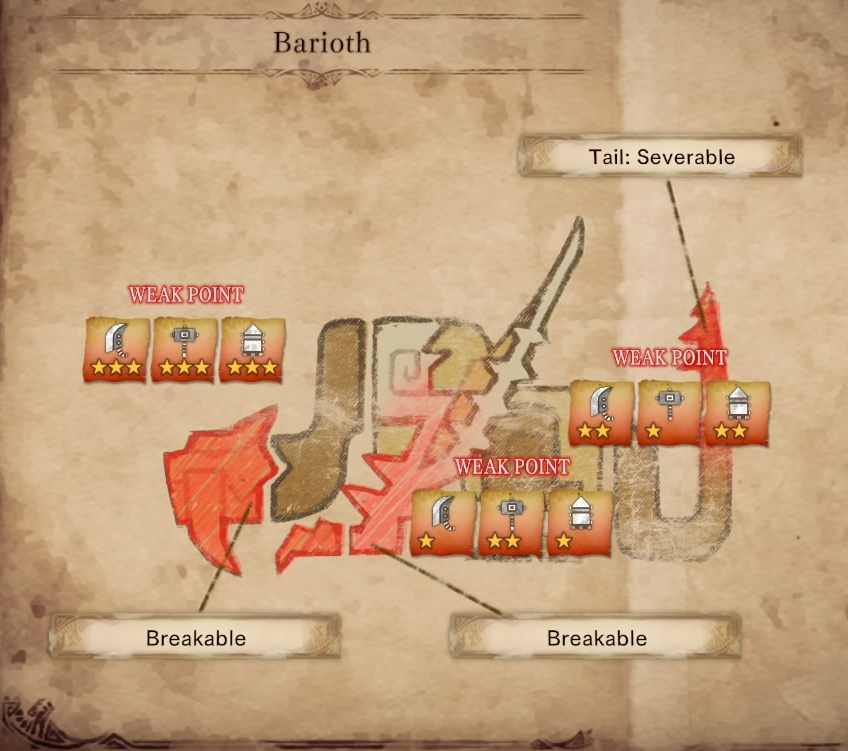 Barioth
Tail: Severable
WEAK POINT
WEAK POINT
WEAK POINT
Breakable
Breakable